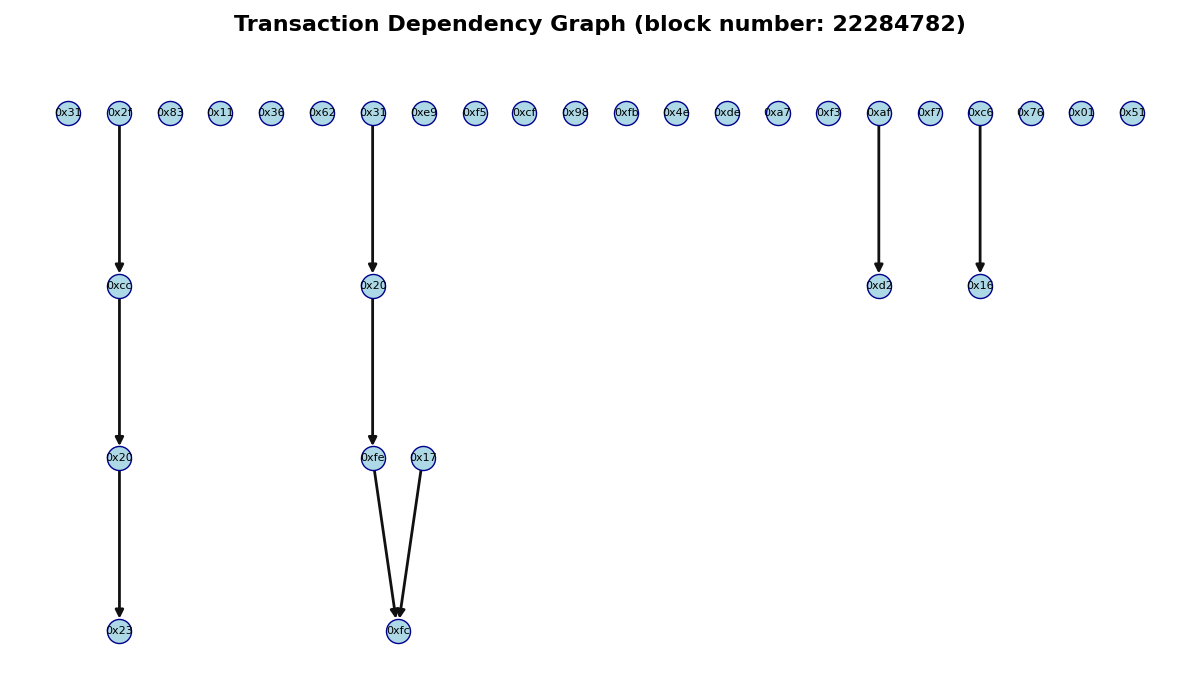 Transaction Dependency Graph (block number: 22284782)
0x31 0x2f 0x83 0x11 0x36 0x62 0x31 0xe9 0xf5 0xcf 0x98 0xfb 0x4e 0xde 0xa7 0xf3 0xaf 0xf7 0xc6 0x76 0x01 0x51
0xcc 0x20 0xd2 0x16
0x20 0xfe 0x17
0x23 0xfc